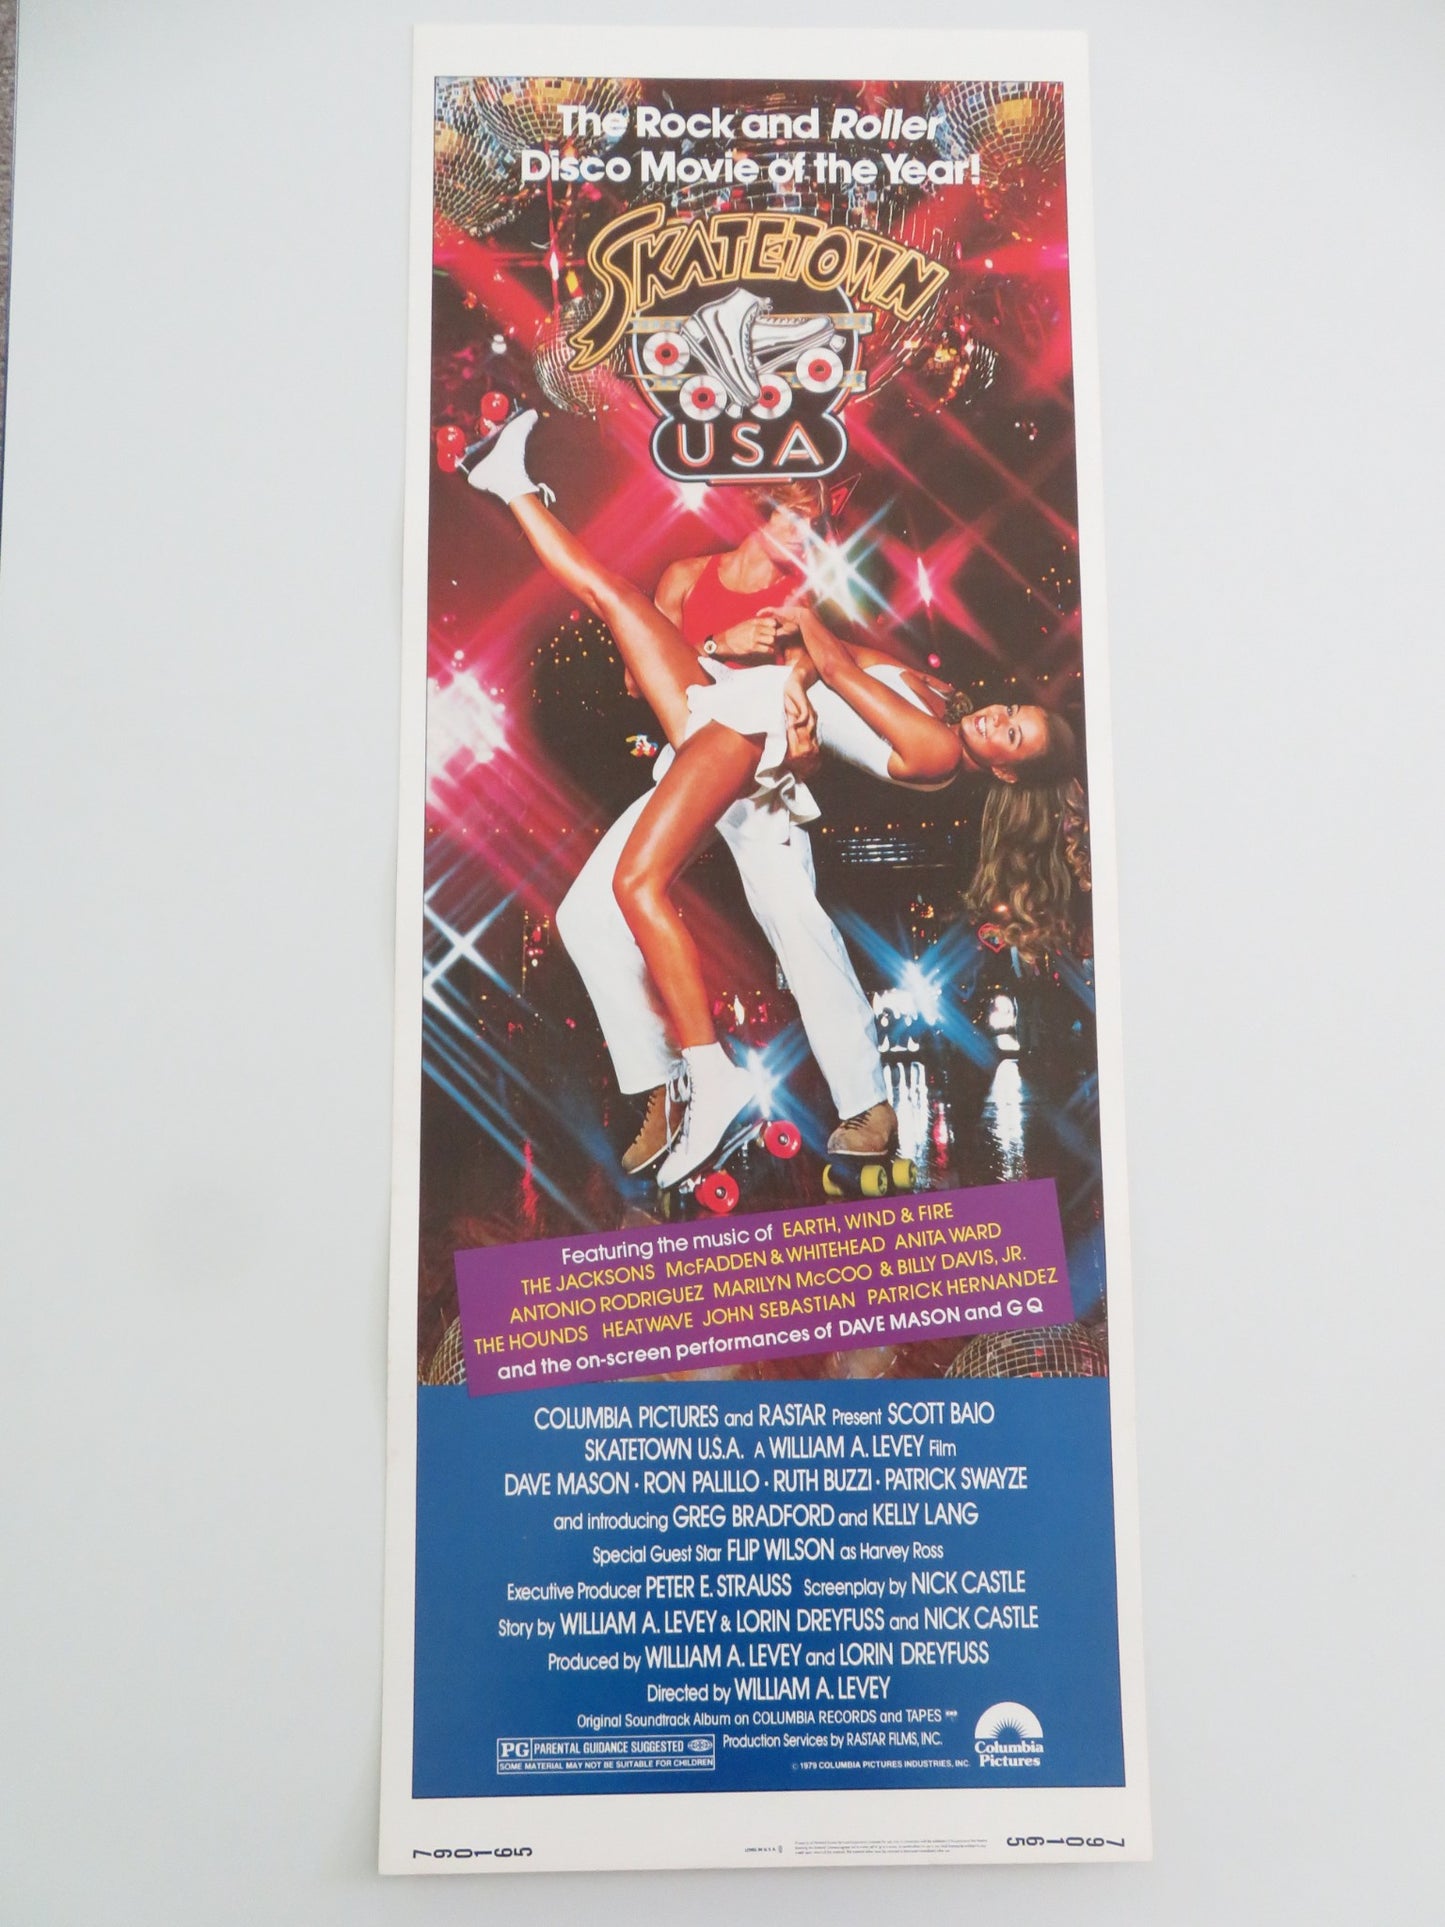 The Rock and Roller
Disco Movie of the Year!
SKATETOWN
USA
Featuring the music of EARTH, WIND & FIRE
THE JACKSONS McFADDEN & WHITEHEAD ANITA WARD
ANTONIO RODRIGUEZ MARILYN McCOO & BILLY DAVIS, JR.
THE HOUNDS HEATWAVE JOHN SEBASTIAN PATRICK HERNANDEZ
and the on-screen performances of DAVE MASON and G Q
COLUMBIA PICTURES and RASTAR Present SCOTT BAIO
SKATETOWN U.S.A. A WILLIAM A. LEVEY Film
DAVE MASON · RON PALILLO · RUTH BUZZI · PATRICK SWAYZE
and introducing GREG BRADFORD and KELLY LANG
Special Guest Star FLIP WILSON as Harvey Ross
Executive Producer PETER E. STRAUSS Screenplay by NICK CASTLE
Story by WILLIAM A. LEVEY & LORIN DREYFUSS and NICK CASTLE
Produced by WILLIAM A. LEVEY and LORIN DREYFUSS
Directed by WILLIAM A. LEVEY
Original Soundtrack Album on COLUMBIA RECORDS and TAPES
Production Services by RASTAR FILMS, INC.
PG PARENTAL GUIDANCE SUGGESTED
SOME MATERIAL MAY NOT BE SUITABLE FOR CHILDREN
© 1979 COLUMBIA PICTURES INDUSTRIES, INC.
Columbia
Pictures
790165
790165